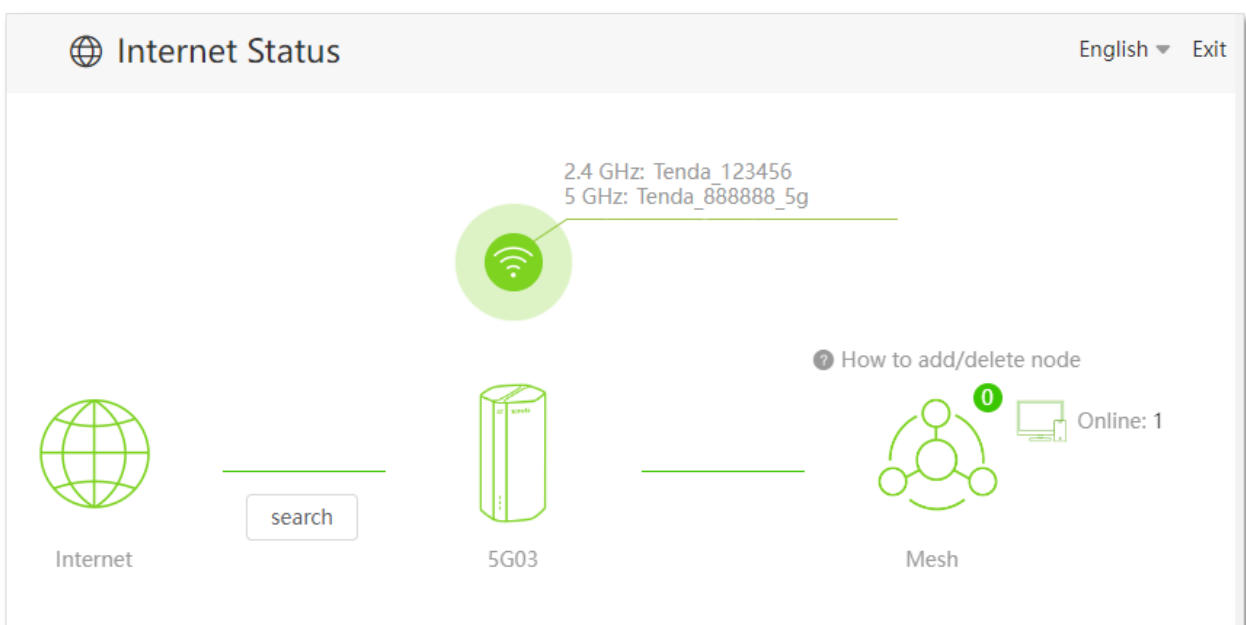 Internet Status
English
Exit
2.4 GHz: Tenda_123456
5 GHz: Tenda_888888_5g
How to add/delete node
0
Online: 1
search
Internet
5G03
Mesh